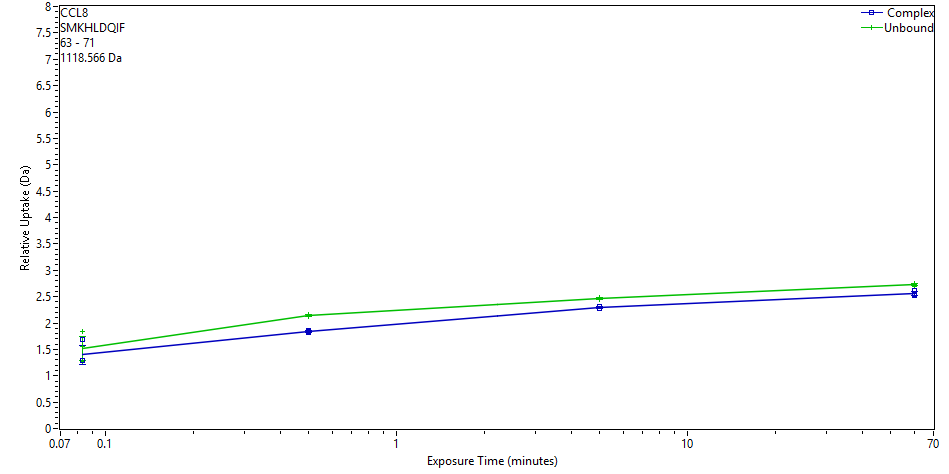 CCL8
SMKHLDQIF
63 - 71
1118.566 Da
Complex
Unbound
8
7.5
7
6.5
6
5.5
5
4.5
4
3.5
3
2.5
2
1.5
1
0.5
0
Relative Uptake (Da)
0.07 0.1 1 10 70
Exposure Time (minutes)